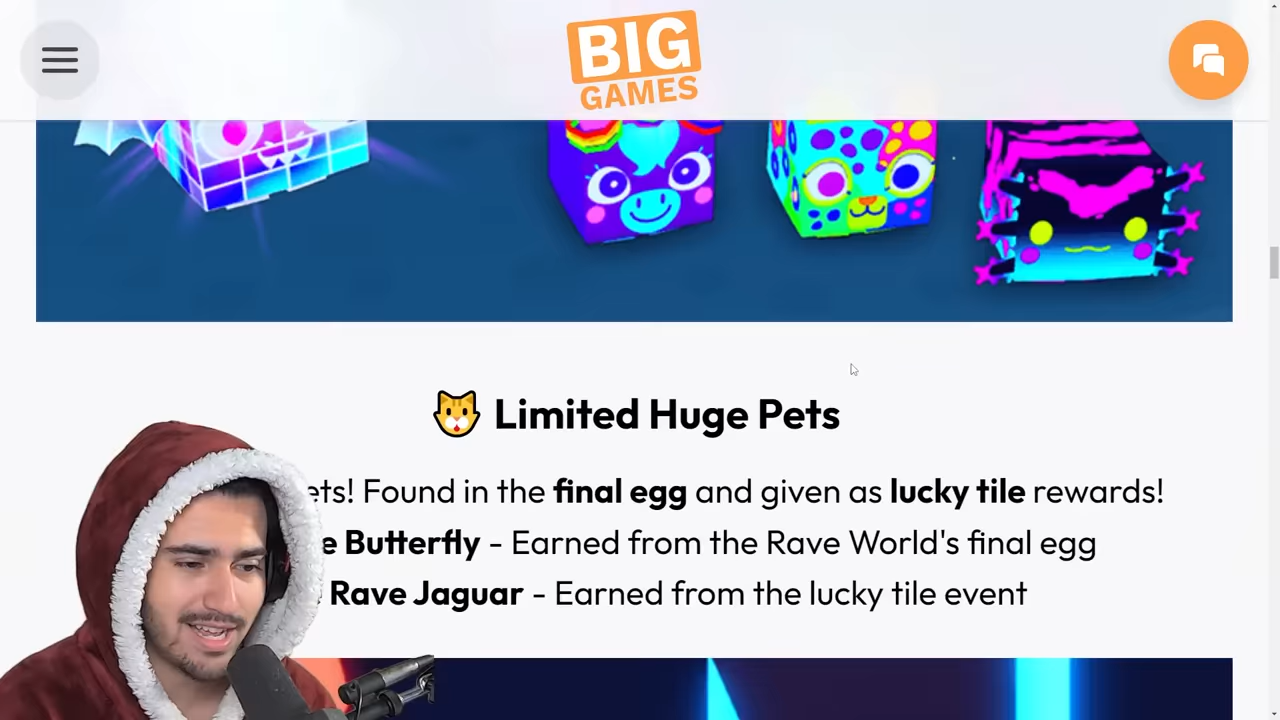 BIG
GAMES
Limited Huge Pets
ets! Found in the final egg and given as lucky tile rewards!
e Butterfly - Earned from the Rave World's final egg
Rave Jaguar - Earned from the lucky tile event